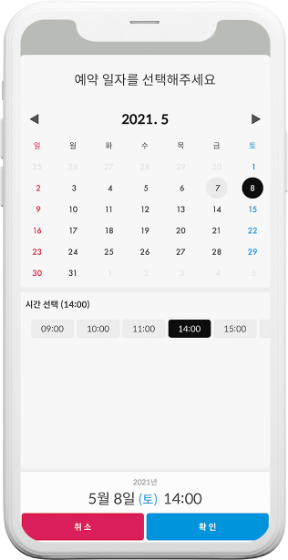 예약 일자를 선택해주세요
◀ 2021. 5 ▶
일 월 화 수 목 금 토
25 26 27 28 29 30 1
2 3 4 5 6 7 8
9 10 11 12 13 14 15
16 17 18 19 20 21 22
23 24 25 26 27 28 29
30 31 1 2 3 4 5
시간 선택 (14:00)
09:00 10:00 11:00 14:00 15:00
2021년
5월 8일 (토) 14:00
취소 확인